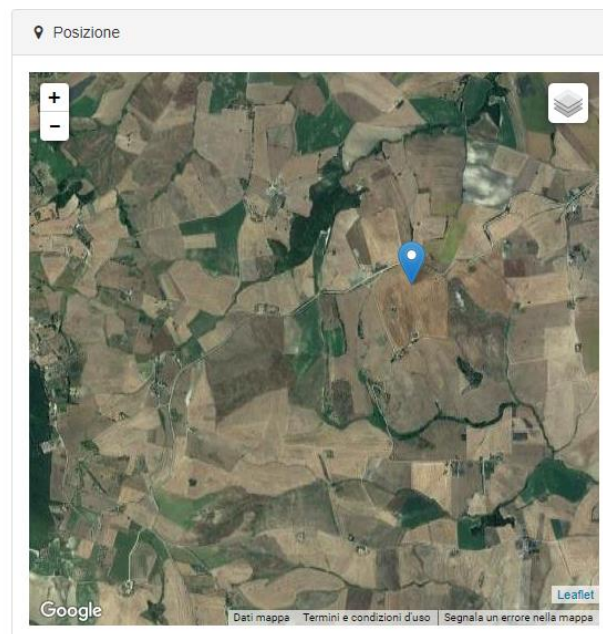 Posizione
+
-
Leaflet
Google
Dati mappa Termini e condizioni d'uso Segnala un errore nella mappa